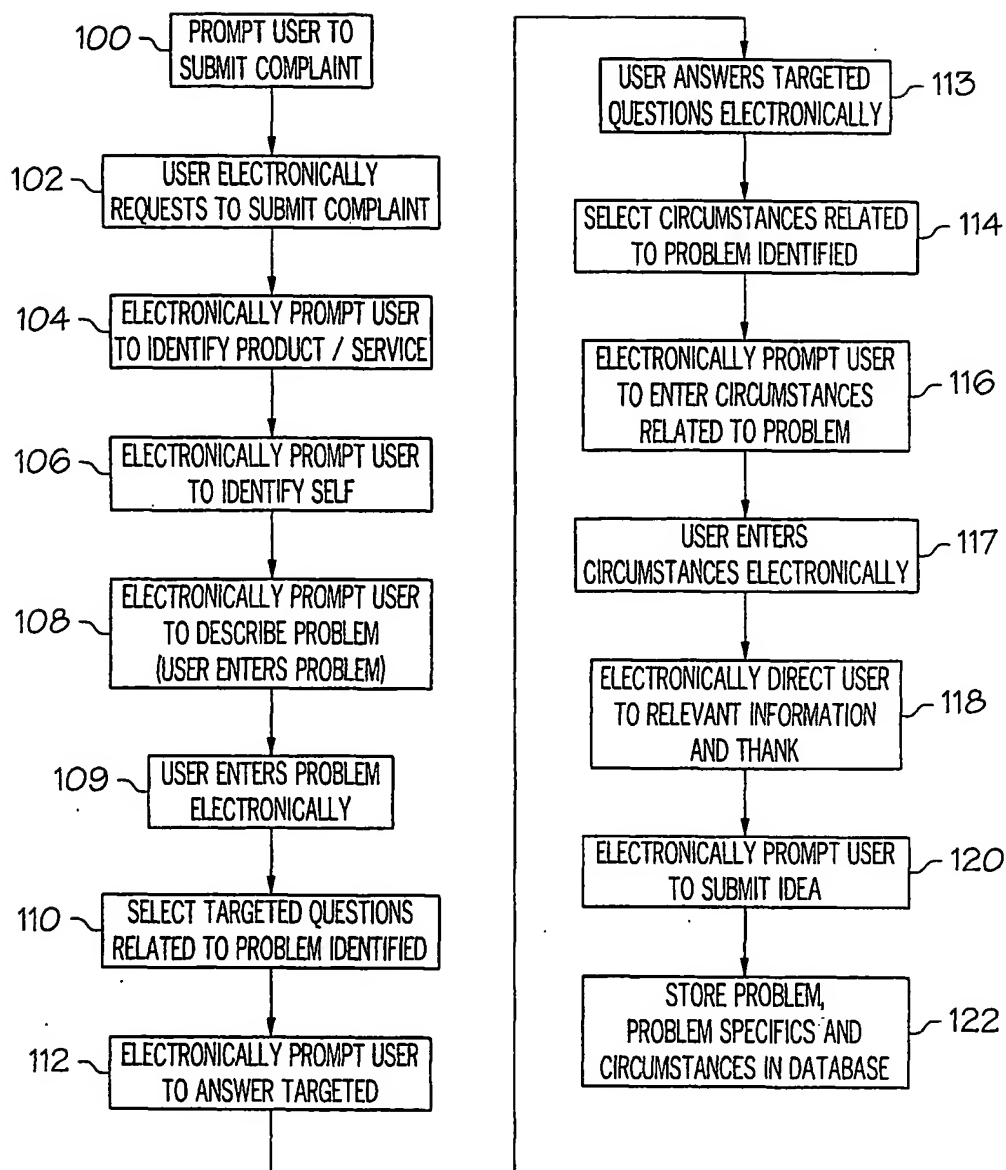 100
PROMPT USER TO
SUBMIT COMPLAINT
102
USER ELECTRONICALLY
REQUESTS TO SUBMIT COMPLAINT
104
ELECTRONICALLY PROMPT USER
TO IDENTIFY PRODUCT / SERVICE
106
ELECTRONICALLY PROMPT USER
TO IDENTIFY SELF
108
ELECTRONICALLY PROMPT USER
TO DESCRIBE PROBLEM
(USER ENTERS PROBLEM)
109
USER ENTERS PROBLEM
ELECTRONICALLY
110
SELECT TARGETED QUESTIONS
RELATED TO PROBLEM IDENTIFIED
112
ELECTRONICALLY PROMPT USER
TO ANSWER TARGETED
USER ANSWERS TARGETED
QUESTIONS ELECTRONICALLY
113
SELECT CIRCUMSTANCES RELATED
TO PROBLEM IDENTIFIED
114
ELECTRONICALLY PROMPT USER
TO ENTER CIRCUMSTANCES
RELATED TO PROBLEM
116
USER ENTERS
CIRCUMSTANCES ELECTRONICALLY
117
ELECTRONICALLY DIRECT USER
TO RELEVANT INFORMATION
AND THANK
118
ELECTRONICALLY PROMPT USER
TO SUBMIT IDEA
120
STORE PROBLEM,
PROBLEM SPECIFICS AND
CIRCUMSTANCES IN DATABASE
122